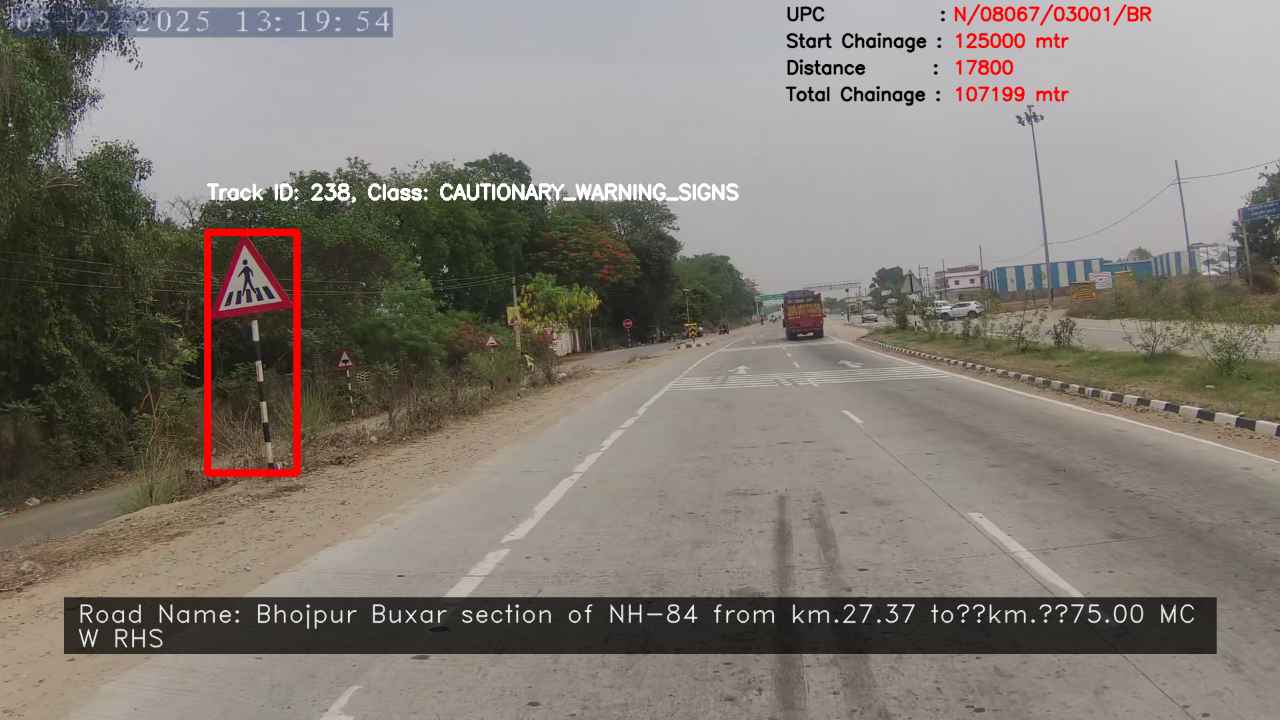 05-22-2025 13:19:54
UPC : N/08067/03001/BR
Start Chainage : 125000 mtr
Distance : 17800
Total Chainage : 107199 mtr
Track ID: 238, Class: CAUTIONARY_WARNING_SIGNS
Road Name: Bhojpur Buxar section of NH-84 from km.27.37 to??km.??75.00 MC
W RHS